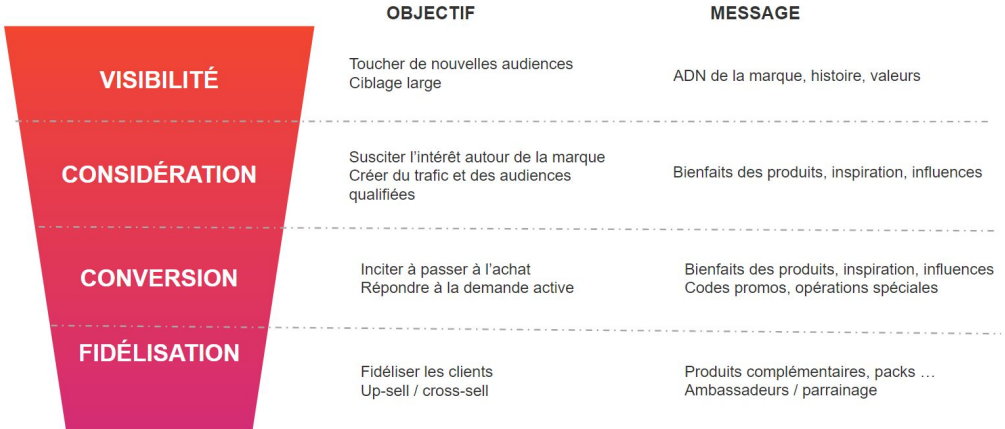 OBJECTIF
MESSAGE
VISIBILITÉ
Toucher de nouvelles audiences
Ciblage large
ADN de la marque, histoire, valeurs
CONSIDÉRATION
Susciter l’intérêt autour de la marque
Créer du trafic et des audiences
qualifiées
Bienfaits des produits, inspiration, influences
CONVERSION
Inciter à passer à l’achat
Répondre à la demande active
Bienfaits des produits, inspiration, influences
Codes promos, opérations spéciales
FIDÉLISATION
Fidéliser les clients
Up-sell / cross-sell
Produits complémentaires, packs …
Ambassadeurs / parrainage